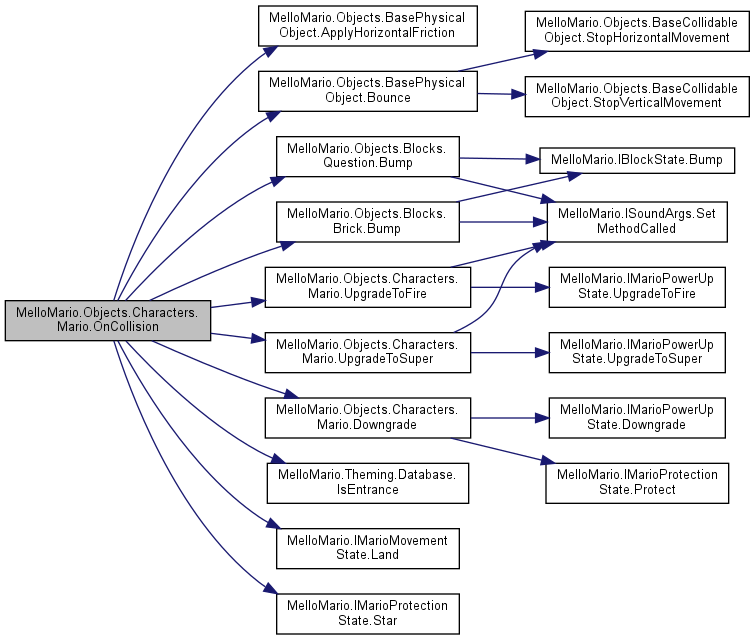 MelloMario.Objects.Characters.
Mario.OnCollision
MelloMario.Objects.BasePhysical
Object.ApplyHorizontalFriction
MelloMario.Objects.BasePhysical
Object.Bounce
MelloMario.Objects.Blocks.
Question.Bump
MelloMario.Objects.Blocks.
Brick.Bump
MelloMario.Objects.Characters.
Mario.UpgradeToFire
MelloMario.Objects.Characters.
Mario.UpgradeToSuper
MelloMario.Objects.Characters.
Mario.Downgrade
MelloMario.Theming.Database.
IsEntrance
MelloMario.IMarioMovement
State.Land
MelloMario.IMarioProtection
State.Star
MelloMario.Objects.BaseCollidable
Object.StopHorizontalMovement
MelloMario.Objects.BaseCollidable
Object.StopVerticalMovement
MelloMario.IBlockState.Bump
MelloMario.ISoundArgs.Set
MethodCalled
MelloMario.IMarioPowerUp
State.UpgradeToFire
MelloMario.IMarioPowerUp
State.UpgradeToSuper
MelloMario.IMarioPowerUp
State.Downgrade
MelloMario.IMarioProtection
State.Protect